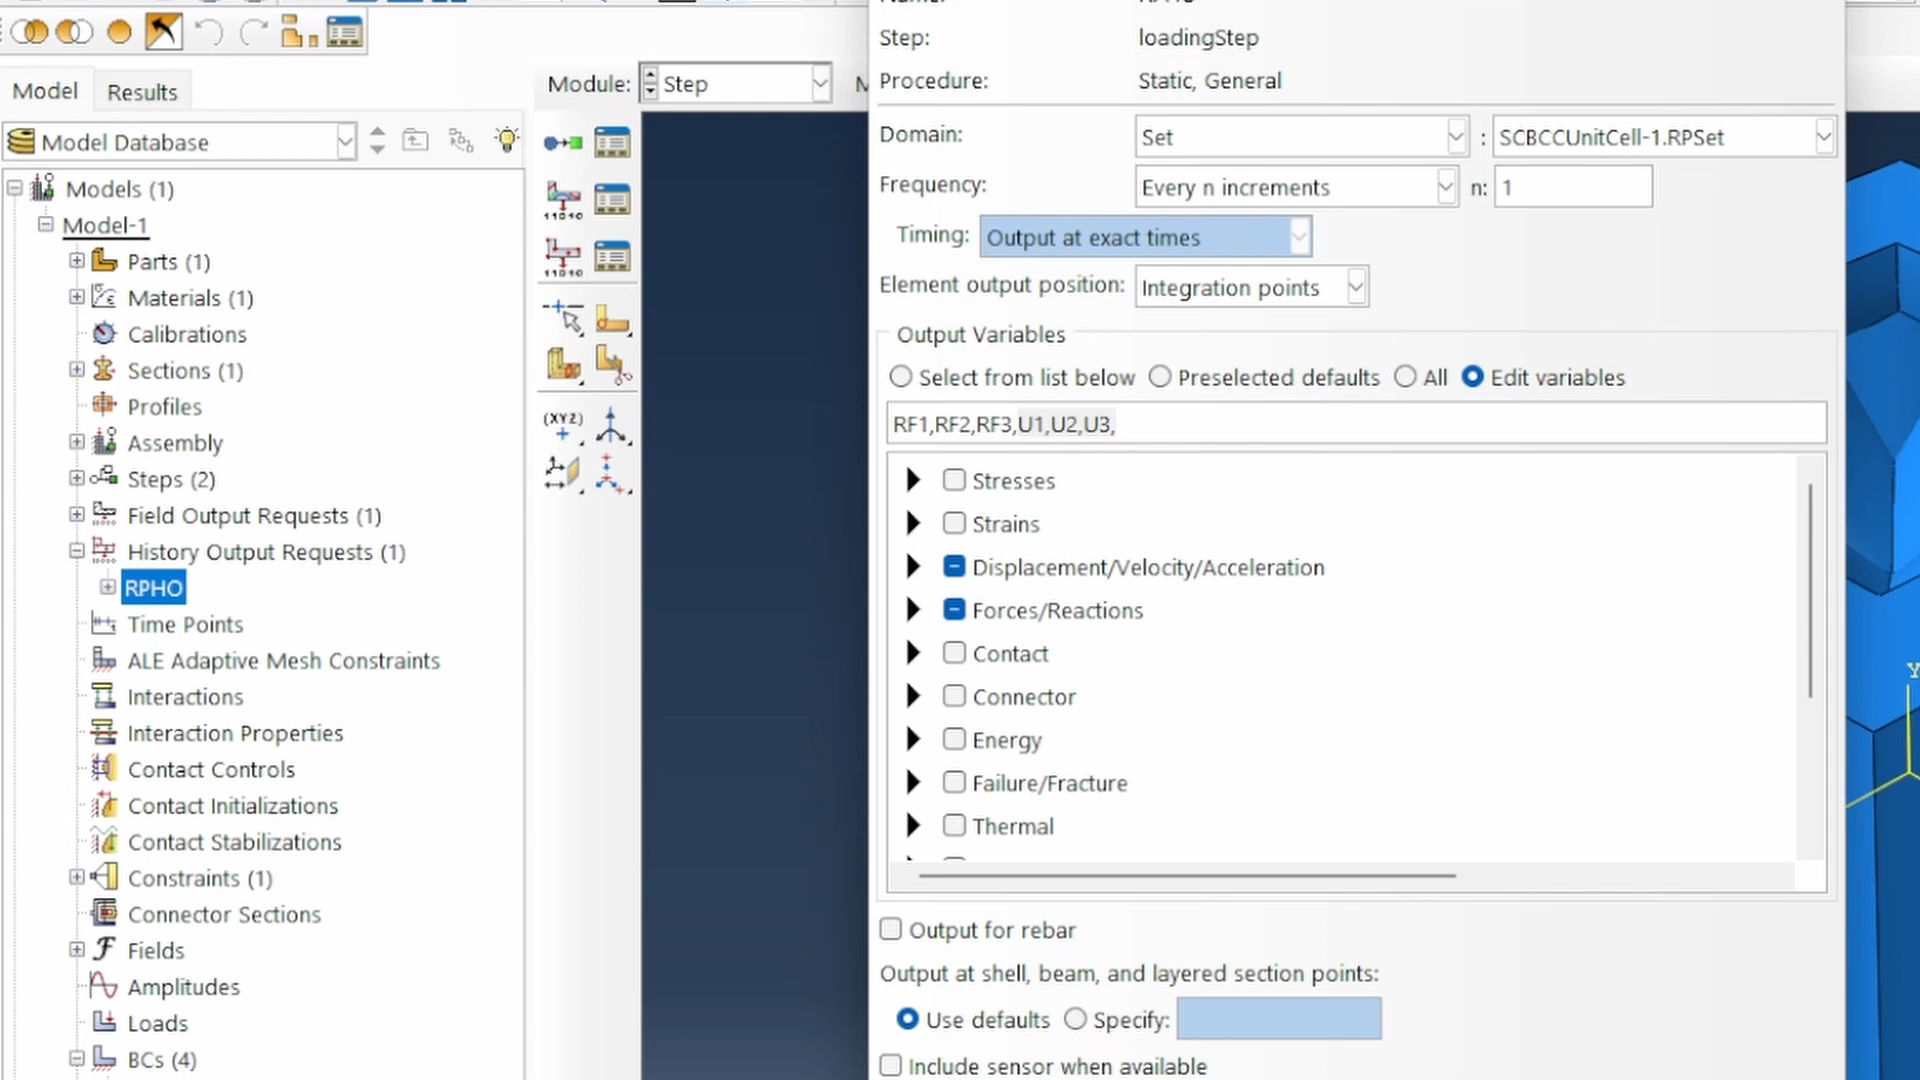 Step: loadingStep
Procedure: Static, General
Model Results
Module: Step
Model Database
Domain: Set : SCBCCUnitCell-1.RPSet
Frequency: Every n increments n: 1
Timing: Output at exact times
Element output position: Integration points
Output Variables
Select from list below Preselected defaults All Edit variables
RF1,RF2,RF3,U1,U2,U3,
Stresses
Strains
Displacement/Velocity/Acceleration
Forces/Reactions
Contact
Connector
Energy
Failure/Fracture
Thermal
Output for rebar
Output at shell, beam, and layered section points:
Use defaults Specify:
Include sensor when available
Models (1)
Model-1
Parts (1)
Materials (1)
Calibrations
Sections (1)
Profiles
Assembly
Steps (2)
Field Output Requests (1)
History Output Requests (1)
RPHO
Time Points
ALE Adaptive Mesh Constraints
Interactions
Interaction Properties
Contact Controls
Contact Initializations
Contact Stabilizations
Constraints (1)
Connector Sections
Fields
Amplitudes
Loads
BCs (4)
(XYZ)
Y